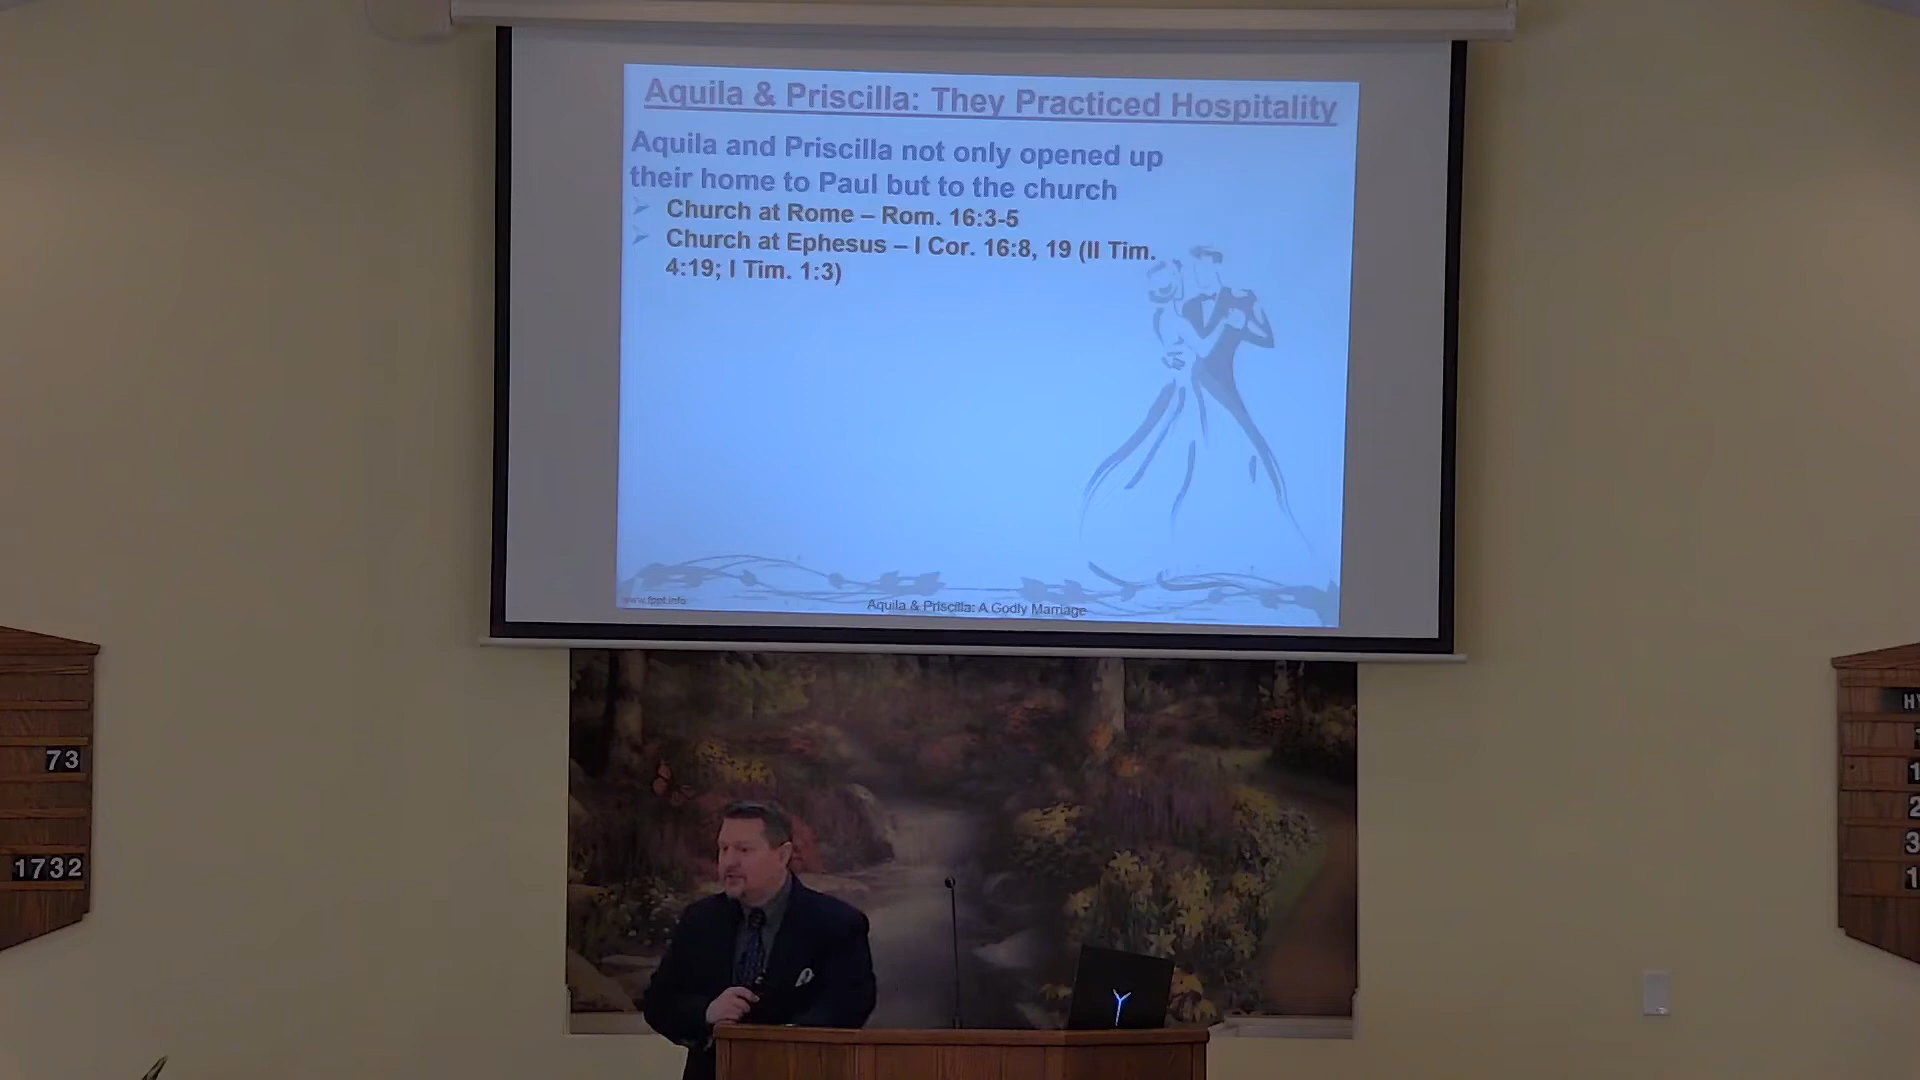 Aquila & Priscilla: They Practiced Hospitality
Aquila and Priscilla not only opened up
their home to Paul but to the church
Church at Rome – Rom. 16:3-5
Church at Ephesus – I Cor. 16:8, 19 (II Tim.
4:19; I Tim. 1:3)
www.fppt.info
Aquila & Priscilla: A Godly Marriage
73
1732